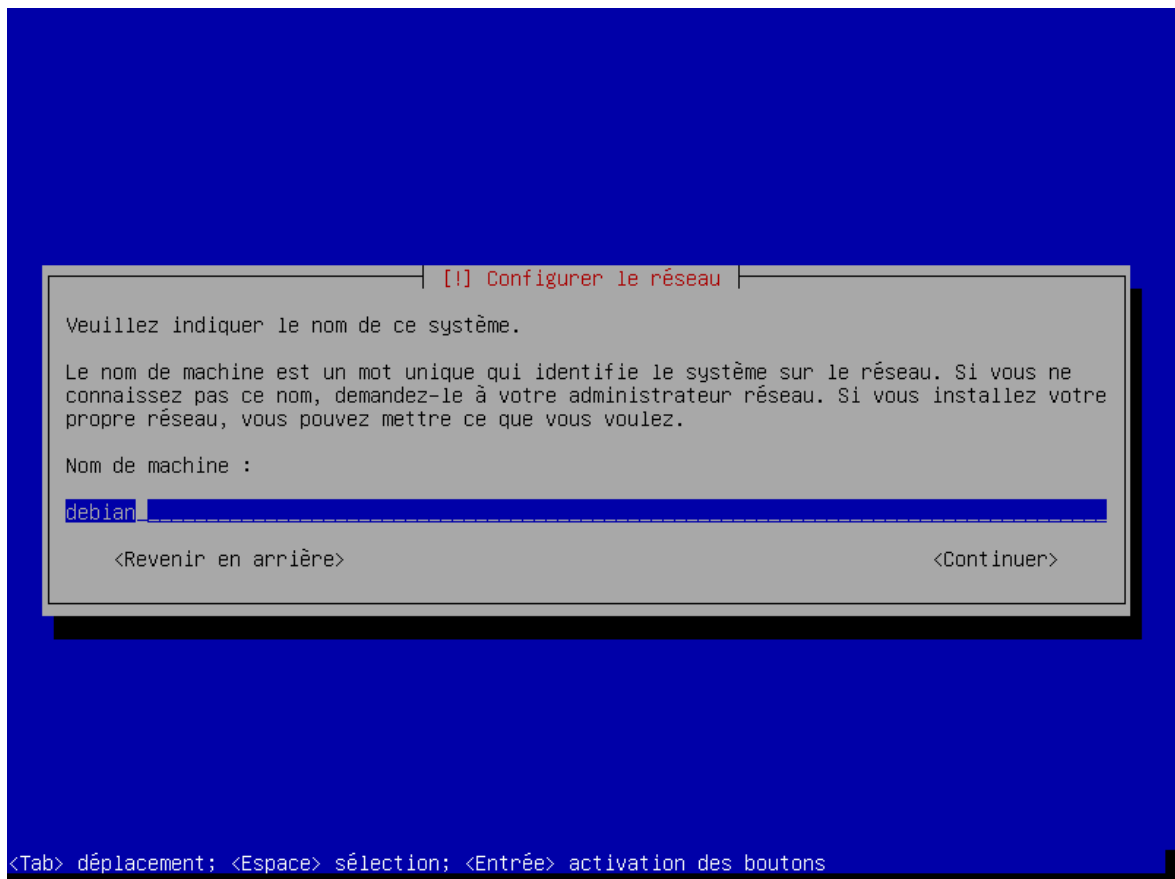 [!] Configurer le réseau
Veuillez indiquer le nom de ce système.
Le nom de machine est un mot unique qui identifie le système sur le réseau. Si vous ne
connaissez pas ce nom, demandez-le à votre administrateur réseau. Si vous installez votre
propre réseau, vous pouvez mettre ce que vous voulez.
Nom de machine :
debian
<Revenir en arrière> <Continuer>
<Tab> déplacement; <Espace> sélection; <Entrée> activation des boutons